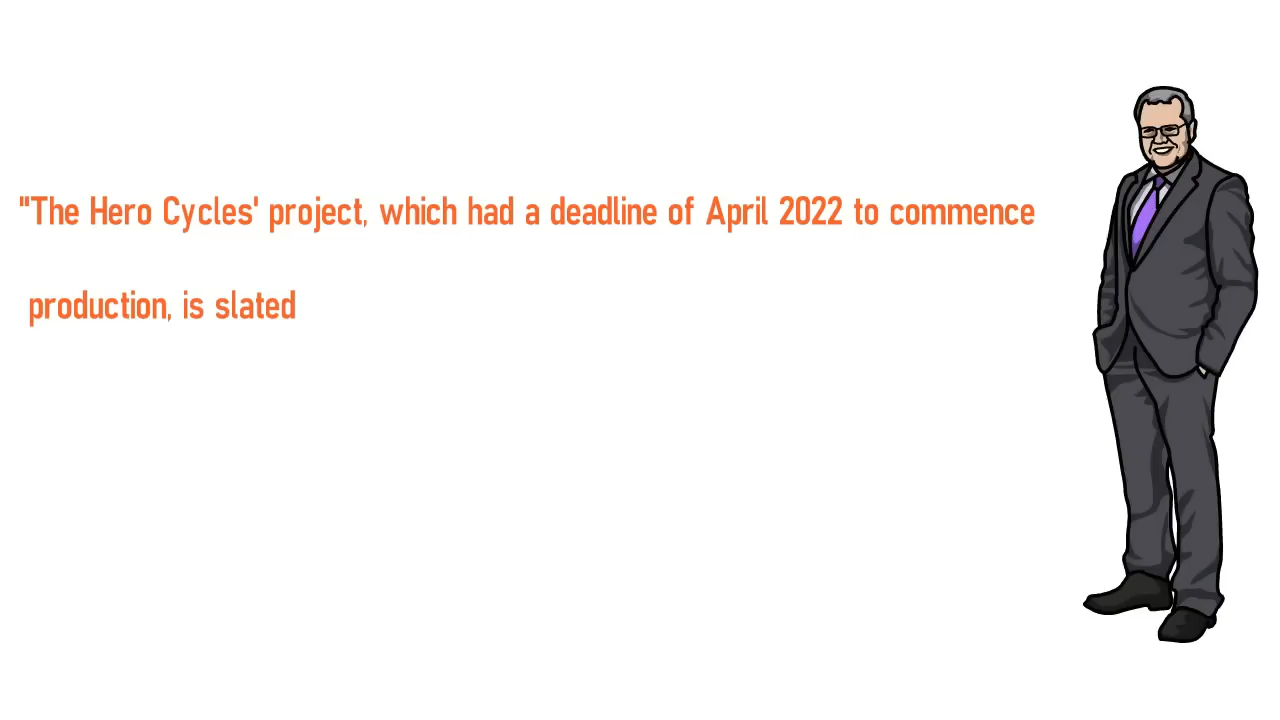 "The Hero Cycles' project, which had a deadline of April 2022 to commence
production, is slated